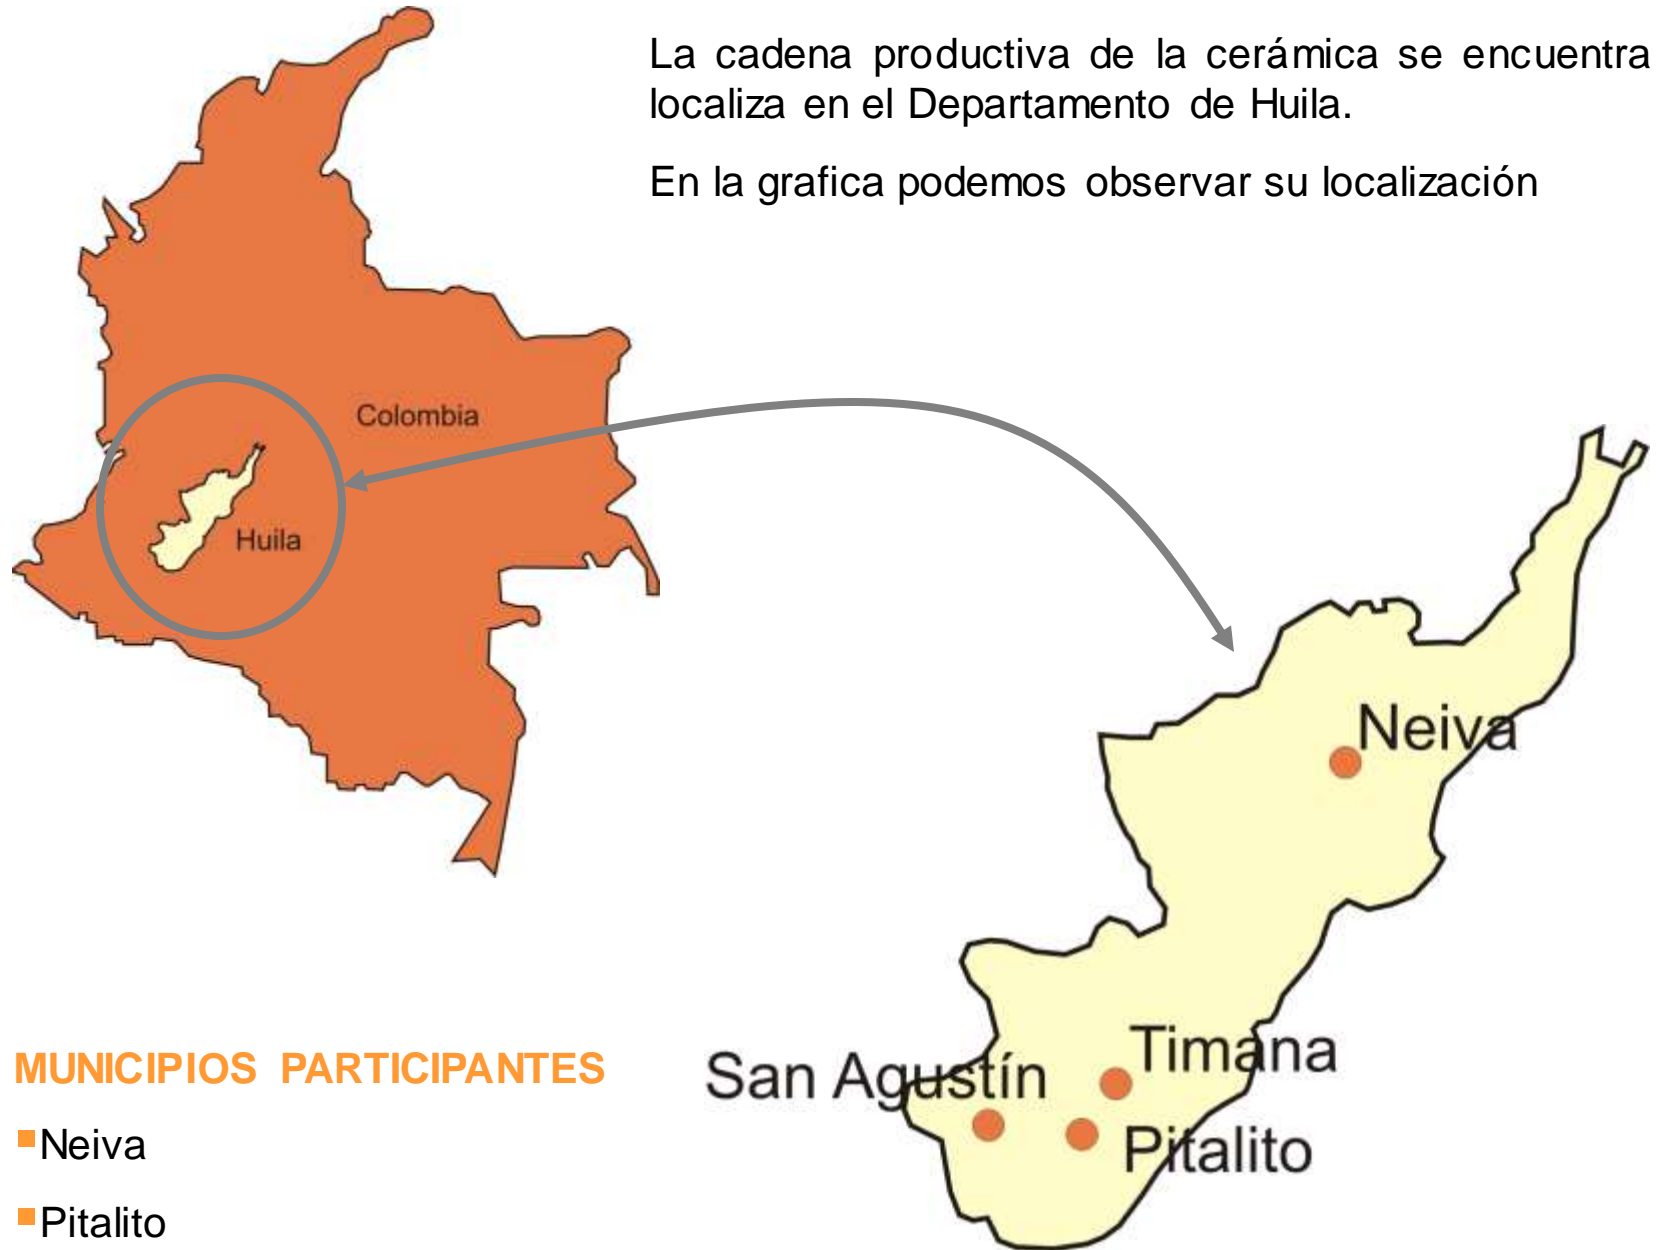 La cadena productiva de la cerámica se encuentra
localiza en el Departamento de Huila.
En la grafica podemos observar su localización
Colombia
Huila
Neiva
Timana
San Agustín
Pitalito
MUNICIPIOS PARTICIPANTES
▪Neiva
▪Pitalito